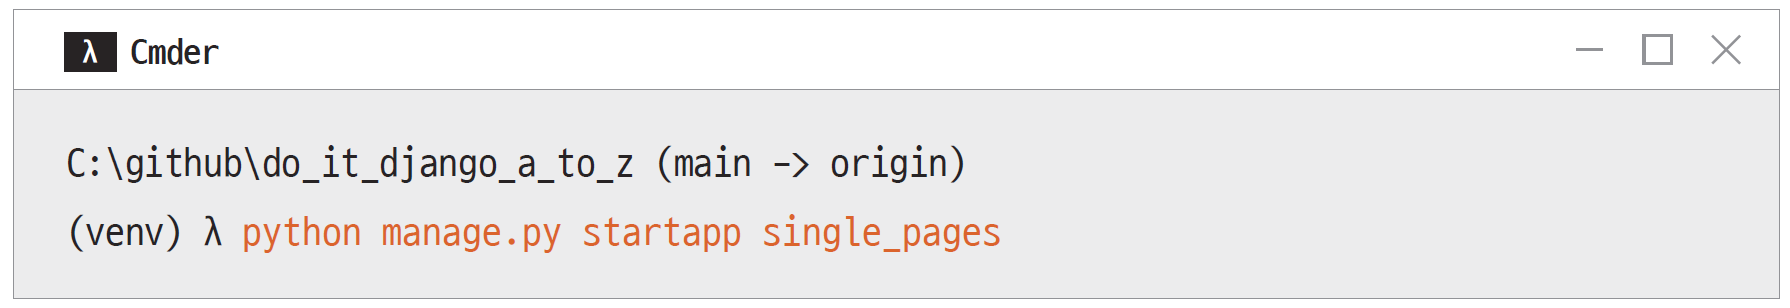 λ Cmder
C:\github\do_it_django_a_to_z (main -> origin)
(venv) λ python manage.py startapp single_pages